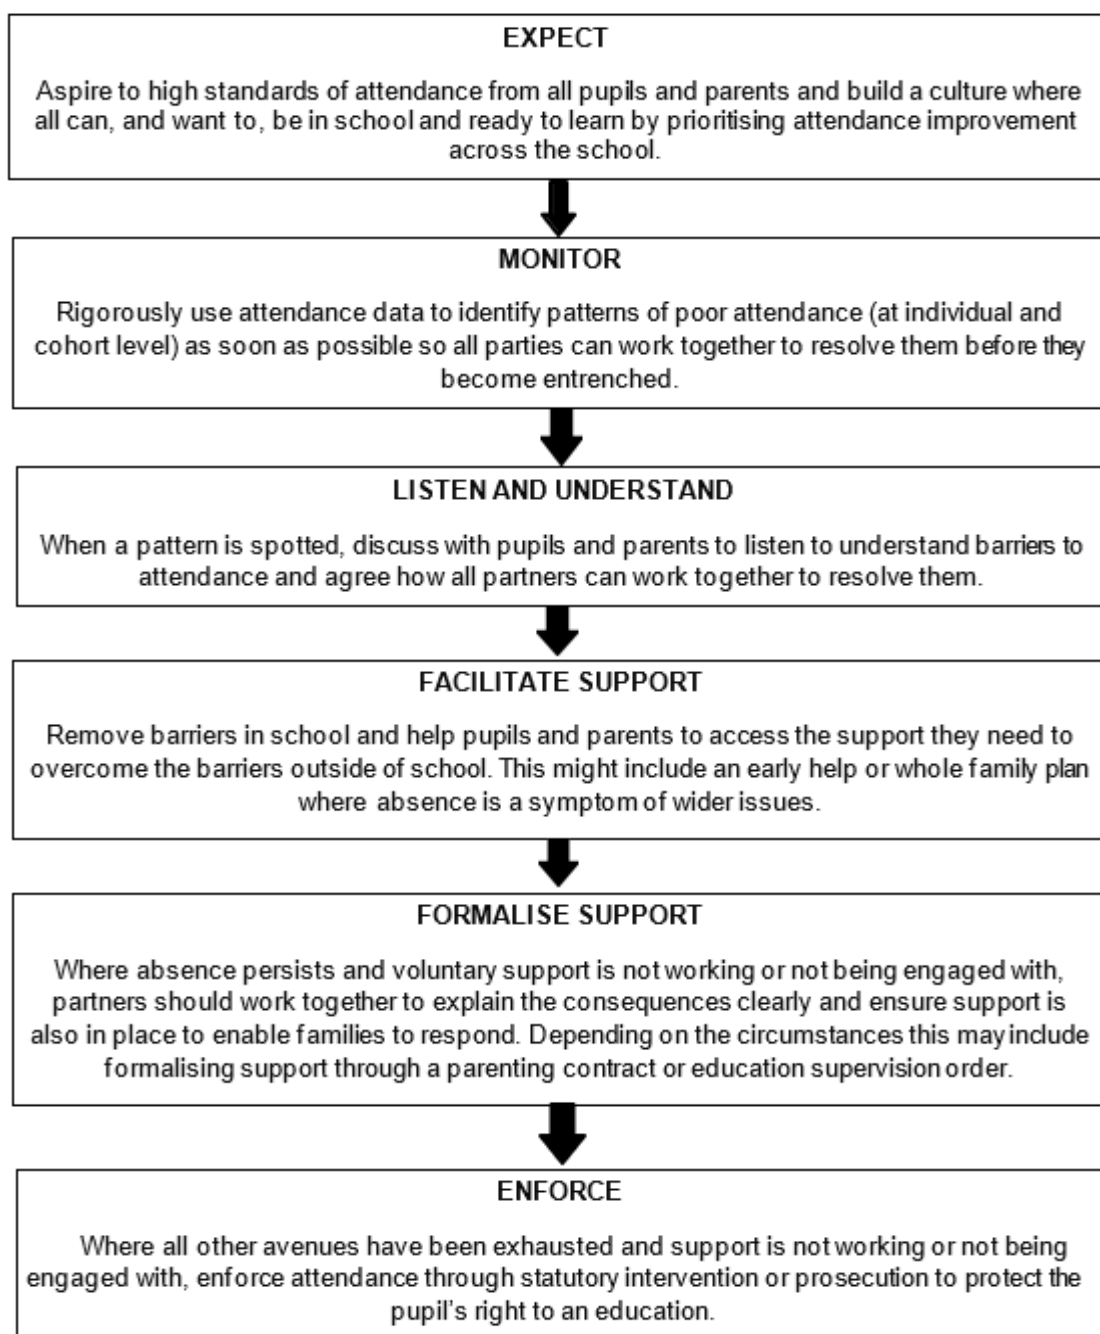 EXPECT
Aspire to high standards of attendance from all pupils and parents and build a culture where
all can, and want to, be in school and ready to learn by prioritising attendance improvement
across the school.
MONITOR
Rigorously use attendance data to identify patterns of poor attendance (at individual and
cohort level) as soon as possible so all parties can work together to resolve them before they
become entrenched.
LISTEN AND UNDERSTAND
When a pattern is spotted, discuss with pupils and parents to listen to understand barriers to
attendance and agree how all partners can work together to resolve them.
FACILITATE SUPPORT
Remove barriers in school and help pupils and parents to access the support they need to
overcome the barriers outside of school. This might include an early help or whole family plan
where absence is a symptom of wider issues.
FORMALISE SUPPORT
Where absence persists and voluntary support is not working or not being engaged with,
partners should work together to explain the consequences clearly and ensure support is
also in place to enable families to respond. Depending on the circumstances this may include
formalising support through a parenting contract or education supervision order.
ENFORCE
Where all other avenues have been exhausted and support is not working or not being
engaged with, enforce attendance through statutory intervention or prosecution to protect the
pupil's right to an education.